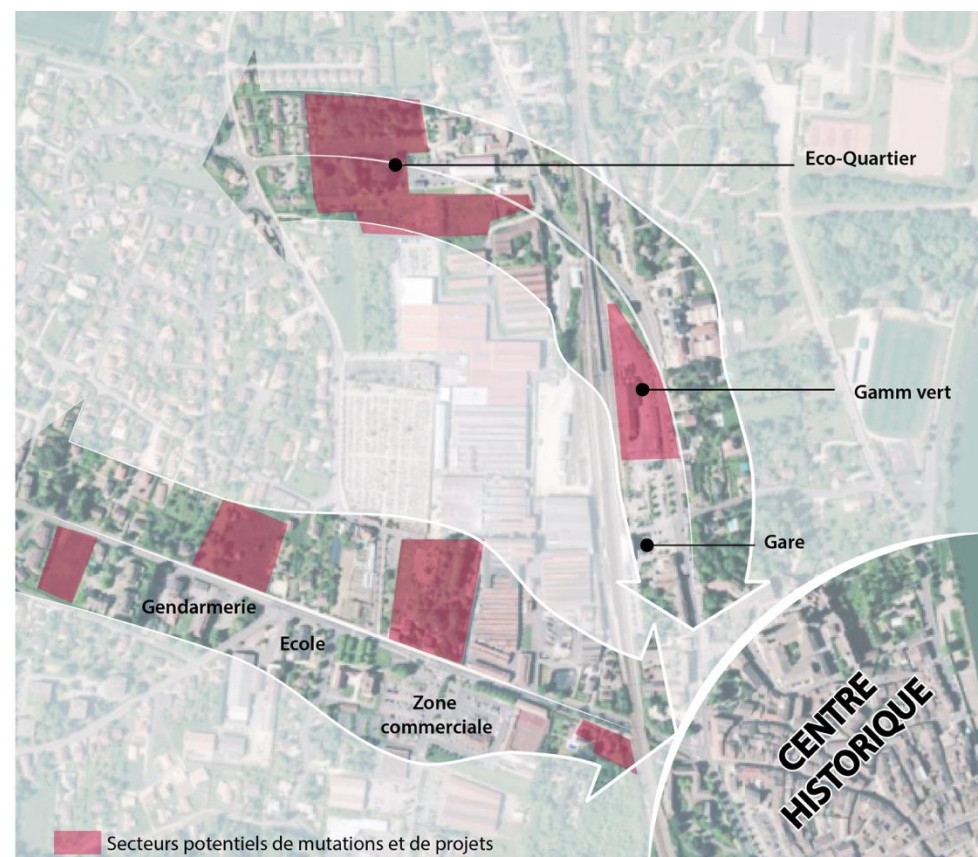 Eco-Quartier
Gamm vert
Gare
Gendarmerie
Ecole
Zone
commerciale
CENTRE
HISTORIQUE
Secteurs potentiels de mutations et de projets